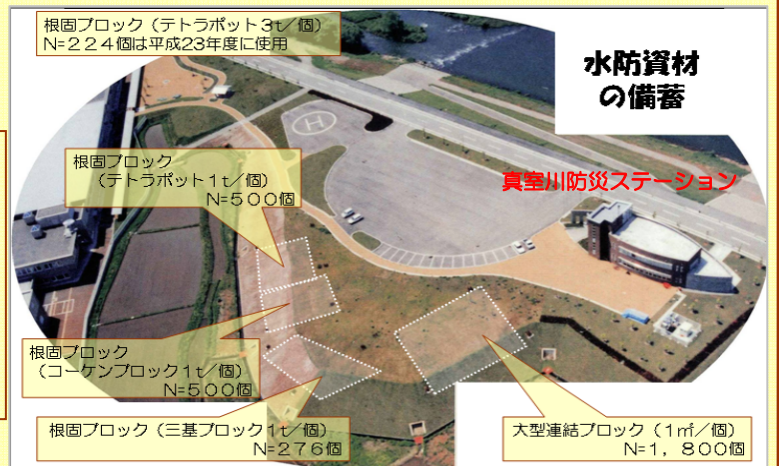 根固ブロック（テトラポット３t／個）
N＝２２４個は平成23年度に使用
水防資材
の備蓄
H
根固ブロック
（テトラポット１t／個）
N=５００個
真室川防災ステーション
根固ブロック
（コーケンブロック１t／個）
N=５００個
根固ブロック（三基ブロック１t／個）
N=２７６個
大型連結ブロック（１㎡／個）
N=１，８００個